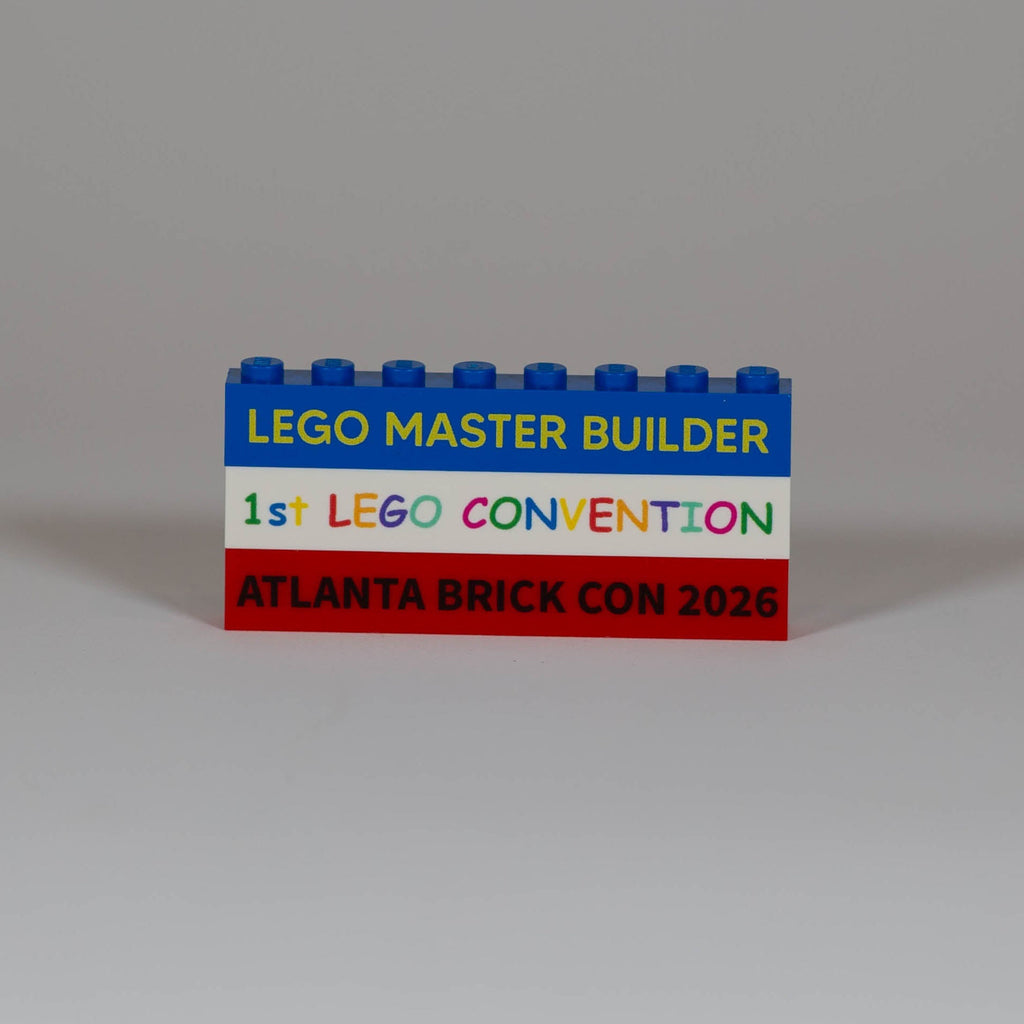 LEGO MASTER BUILDER
1st LEGO CONVENTION
ATLANTA BRICK CON 2026